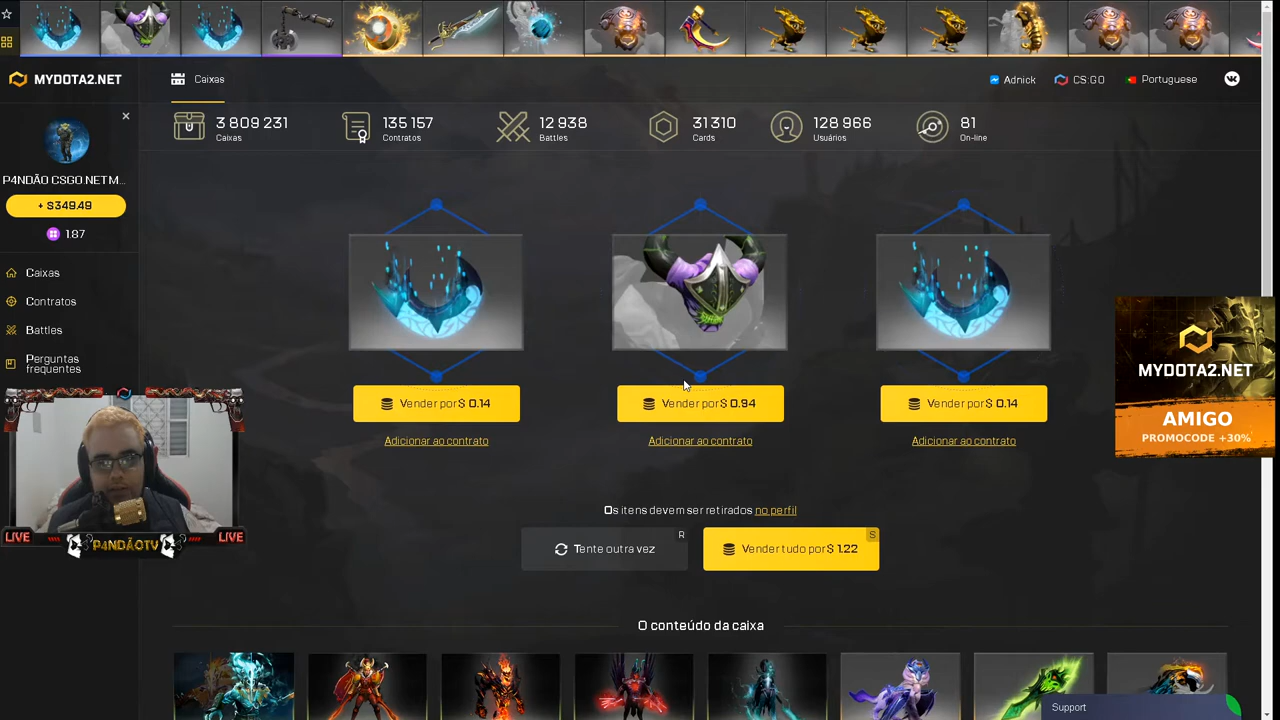 MYDOTA2.NET
Caixas
Adnick
CS:GO
Portuguese
3 809 231
Caixas
135 157
Contratos
12 938
Battles
31 310
Cards
128 966
Usuários
81
On-line
P4NDÃO CSGO NET M...
+ $349.49
1.87
Caixas
Contratos
Battles
Perguntas
frequentes
Vender por $ 0.14
Vender por $ 0.94
Vender por $ 0.14
Adicionar ao contrato
Adicionar ao contrato
Adicionar ao contrato
MYDOTA2.NET
AMIGO
PROMOCODE +30%
Os itens devem ser retirados no perfil
Tente outra vez
R
Vender tudo por $ 1.22
S
LIVE
P4NDÃOTV
LIVE
O conteúdo da caixa
Support